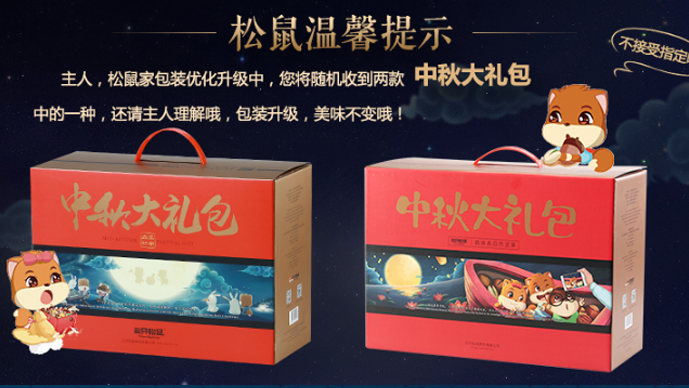 松鼠温馨提示
不接受指定
主人，松鼠家包装优化升级中，您将随机收到两款 中秋大礼包
中的一种，还请主人理解哦，包装升级，美味不变哦！
中秋大礼包
中秋大礼包
三只松鼠